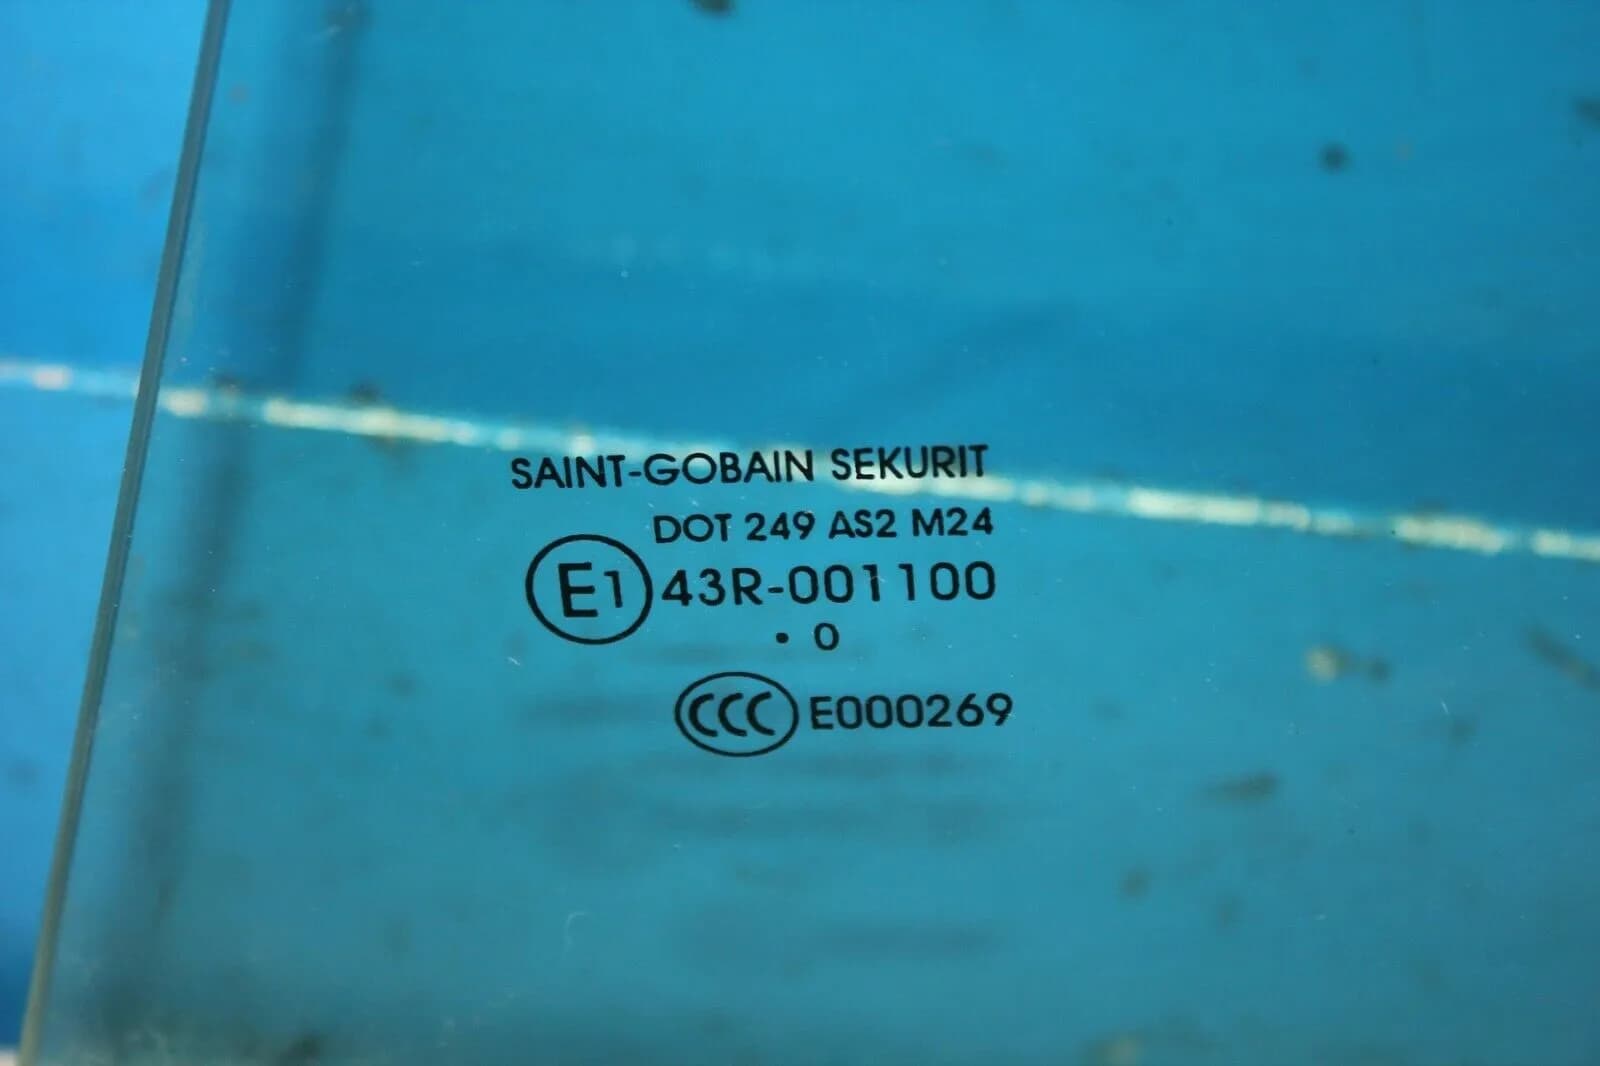 SAINT-GOBAIN SEKURIT
DOT 249 AS2 M24
E1 43R-001100
• 0
CCC E000269